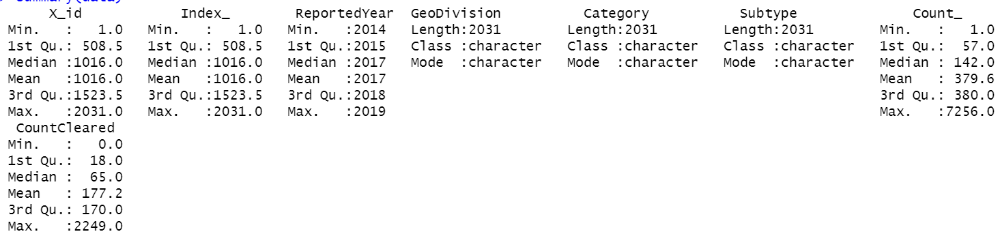 > summary(data)
      X_id            Index_        ReportedYear  GeoDivision          Category           Subtype              Count_
 Min.   :   1.0   Min.   :   1.0   Min.   :2014   Length:2031        Length:2031        Length:2031        Min.   :   1.0
 1st Qu.: 508.5   1st Qu.: 508.5   1st Qu.:2015   Class :character   Class :character   Class :character   1st Qu.:  57.0
 Median :1016.0   Median :1016.0   Median :2017   Mode  :character   Mode  :character   Mode  :character   Median : 142.0
 Mean   :1016.0   Mean   :1016.0   Mean   :2017                                                            Mean   : 379.6
 3rd Qu.:1523.5   3rd Qu.:1523.5   3rd Qu.:2018                                                            3rd Qu.: 380.0
 Max.   :2031.0   Max.   :2031.0   Max.   :2019                                                            Max.   :7256.0
  CountCleared
 Min.   :   0.0
 1st Qu.:  18.0
 Median :  65.0
 Mean   : 177.2
 3rd Qu.: 170.0
 Max.   :2249.0